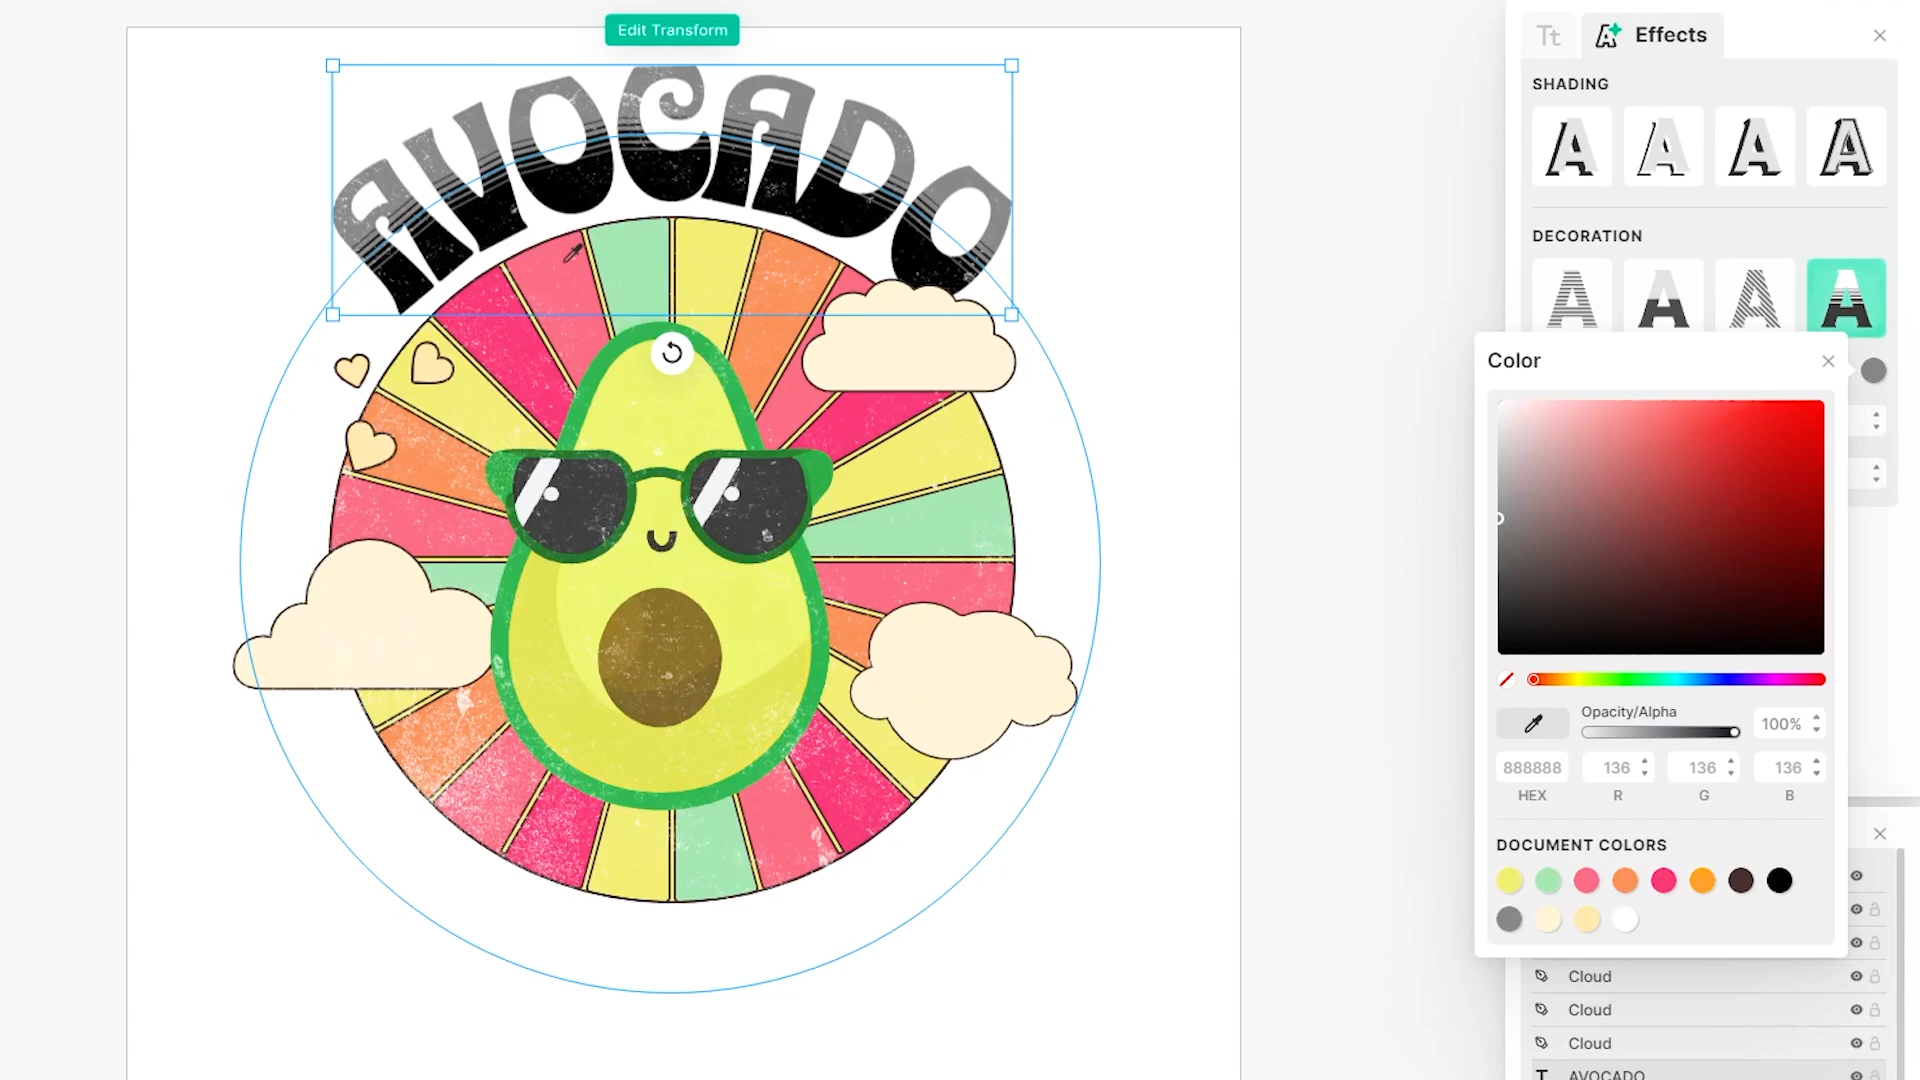 Edit Transform
AVOCADO
Tt
Effects
SHADING
A A A A
DECORATION
A A A A
Color
Opacity/Alpha
100%
888888 136 136 136
HEX R G B
DOCUMENT COLORS
Cloud
Cloud
Cloud
T AVOCADO